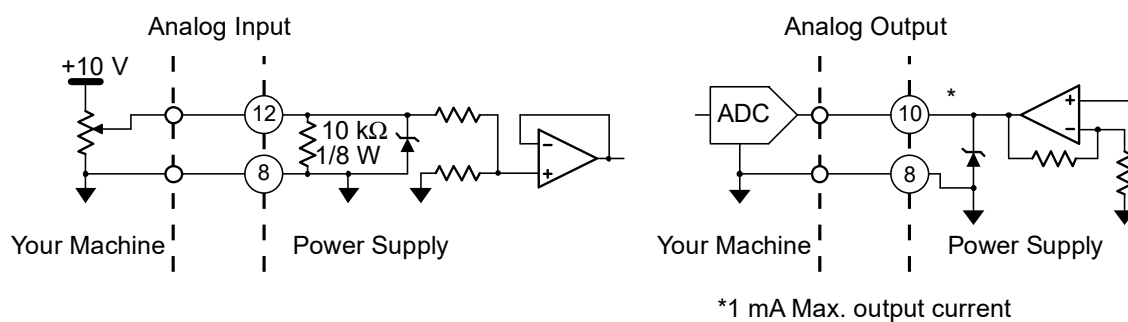 Analog Input
+10 V
12
10 kΩ
1/8 W
8
-
+
Your Machine
Power Supply
Analog Output
ADC
10
*
+
-
8
Your Machine
Power Supply
*1 mA Max. output current